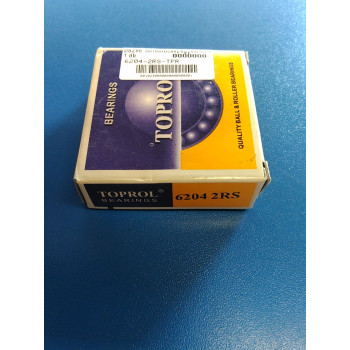 1 db
6204-2RS-TPR
BEARINGS
TOPROL
QUALITY BALL & ROLLER BEARINGS
TOPROL®
BEARINGS
6204 2RS